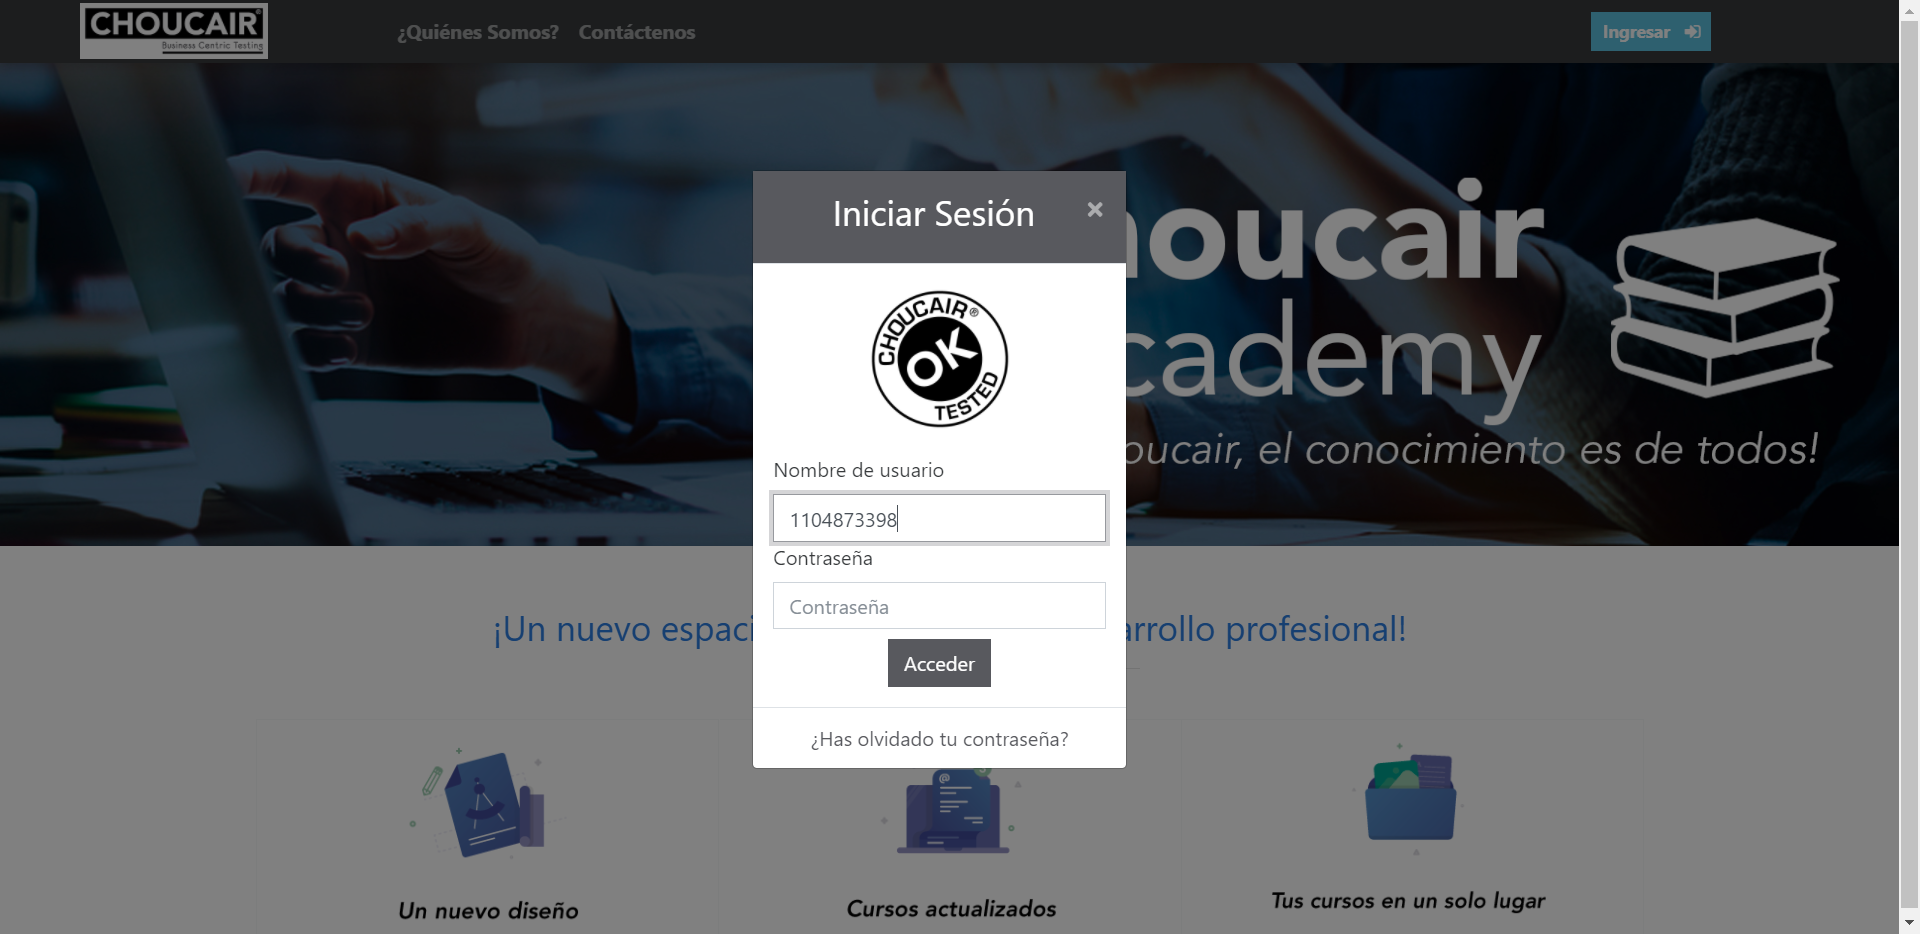 CHOUCAIR®
Business Centric Testing
¿Quiénes Somos?
Contáctenos
Ingresar
Iniciar Sesión
×
houcair
cademy
oucair, el conocimiento es de todos!
CHOUCAIR®
OK
TESTED
Nombre de usuario
1104873398
Contraseña
Contraseña
Acceder
¿Has olvidado tu contraseña?
¡Un nuevo espaci
rrollo profesional!
Un nuevo diseño
Cursos actualizados
Tus cursos en un solo lugar